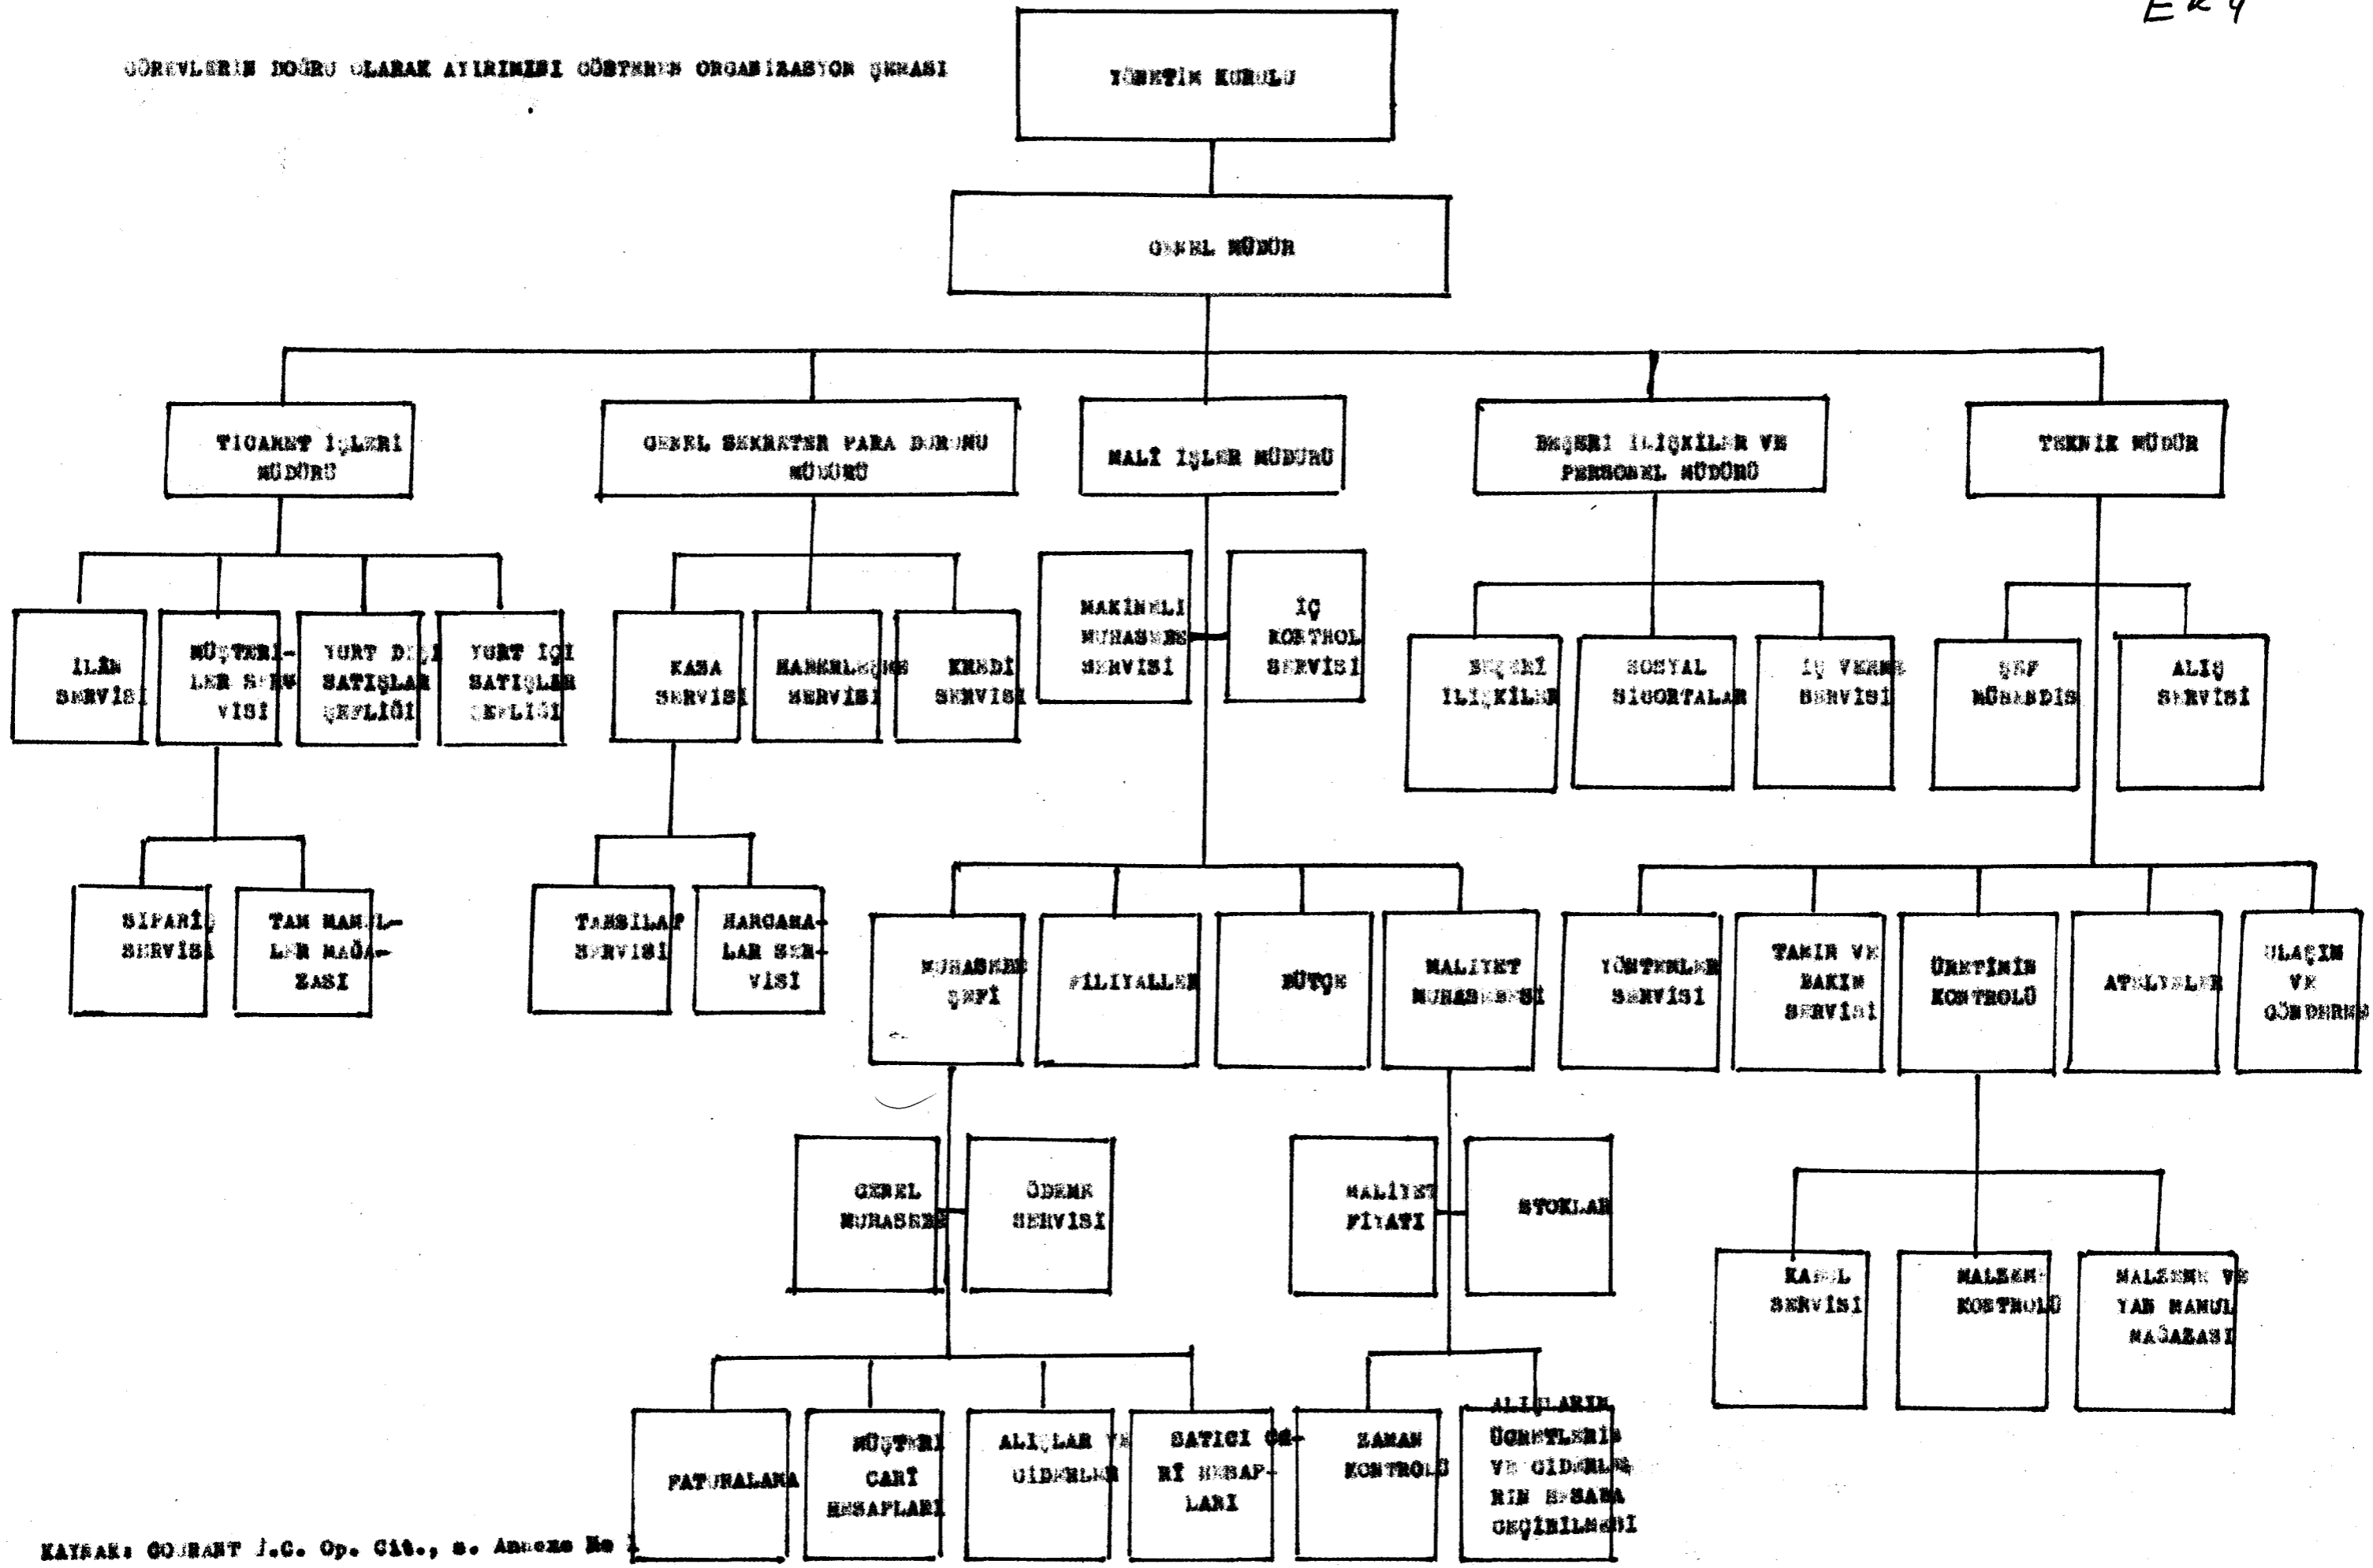 EK 4
GÖREVLERİN DOĞRU OLARAK AYIRIMINI GÖSTEREN ORGANİZASYON ŞEMASI
YÖNETİM KURULU
GENEL MÜDÜR
TİCARET İŞLERİ
MÜDÜRÜ
GENEL SEKRETER PARA DURUMU
MÜDÜRÜ
MALİ İŞLER MÜDÜRÜ
BEŞERİ İLİŞKİLER VE
PERSONEL MÜDÜRÜ
TEKNİK MÜDÜR
İLÂN
SERVİSİ
MÜŞTERİ-
LER SER-
VİSİ
YURT DIŞI
SATIŞLAR
ŞEFLİĞİ
YURT İÇİ
SATIŞLAR
ŞEFLİĞİ
KASA
SERVİSİ
HABERLEŞME
SERVİSİ
KREDİ
SERVİSİ
MAKİNELİ
MUHASEBE
SERVİSİ
İÇ
KONTROL
SERVİSİ
BEŞERİ
İLİŞKİLER
SOSYAL
SİGORTALAR
İŞ VERME
SERVİSİ
ŞEF
MÜHENDİS
ALIŞ
SERVİSİ
SİPARİŞ
SERVİSİ
TAM MAMUL-
LER MAĞA-
ZASI
TAHSİLAT
SERVİSİ
HARCAMA-
LAR SER-
VİSİ
MUHASEBE
ŞEFİ
FİLİYALLER
BÜTÇE
MALİYET
MUHASEBESİ
YÖNTEMLER
SERVİSİ
TAMİR VE
BAKIM
SERVİSİ
ÜRETİMİN
KONTROLÜ
ATELYELER
ULAŞIM
VE
GÖNDERME
GENEL
MUHASEBE
ÖDEME
SERVİSİ
MALİYET
FİYATI
STOKLAR
KABUL
SERVİSİ
MALZEME
KONTROLÜ
MALZEME VE
YARI MAMUL
MAĞAZASI
FATURALAMA
MÜŞTERİ
CARİ
HESAPLARI
ALIŞLAR VE
GİDERLER
SATICI CA-
Rİ HESAP-
LARI
ZAMAN
KONTROLÜ
ALIŞLARIN
ÜCRETLERİN
VE GİDERLE
RİN HESABA
GEÇİRİLMESİ
KAYNAK: COURANT J.C. Op. Cit., s. Annexe No 1